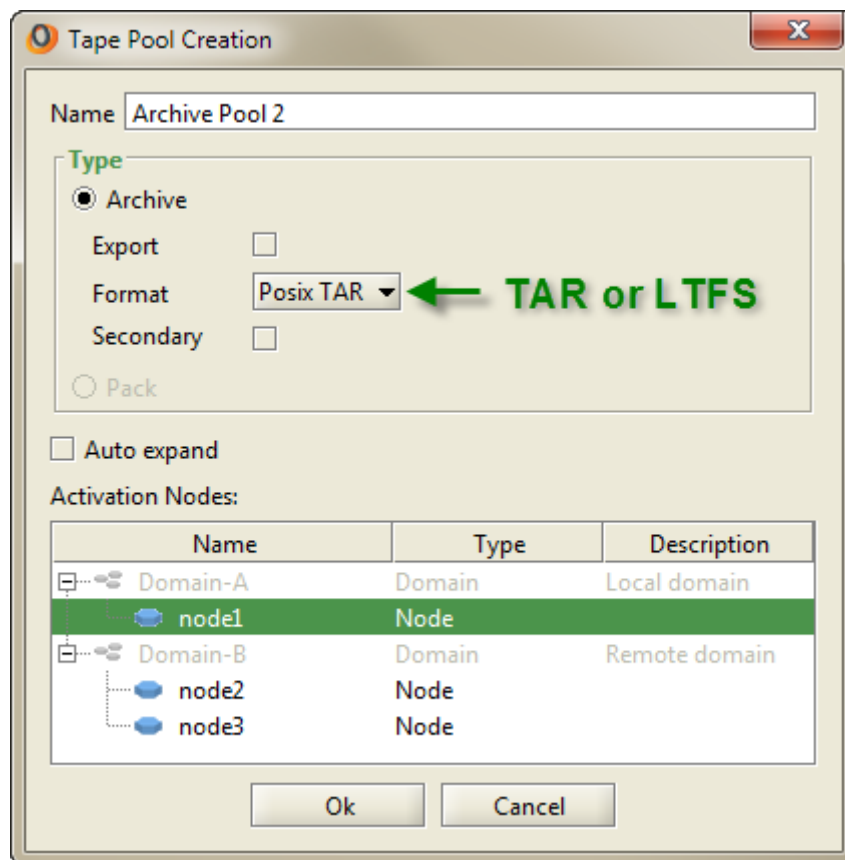 Tape Pool Creation
Name Archive Pool 2
Type
Archive
Export
Format Posix TAR TAR or LTFS
Secondary
Pack
Auto expand
Activation Nodes:
Name Type Description
Domain-A Domain Local domain
node1 Node
Domain-B Domain Remote domain
node2 Node
node3 Node
Ok Cancel